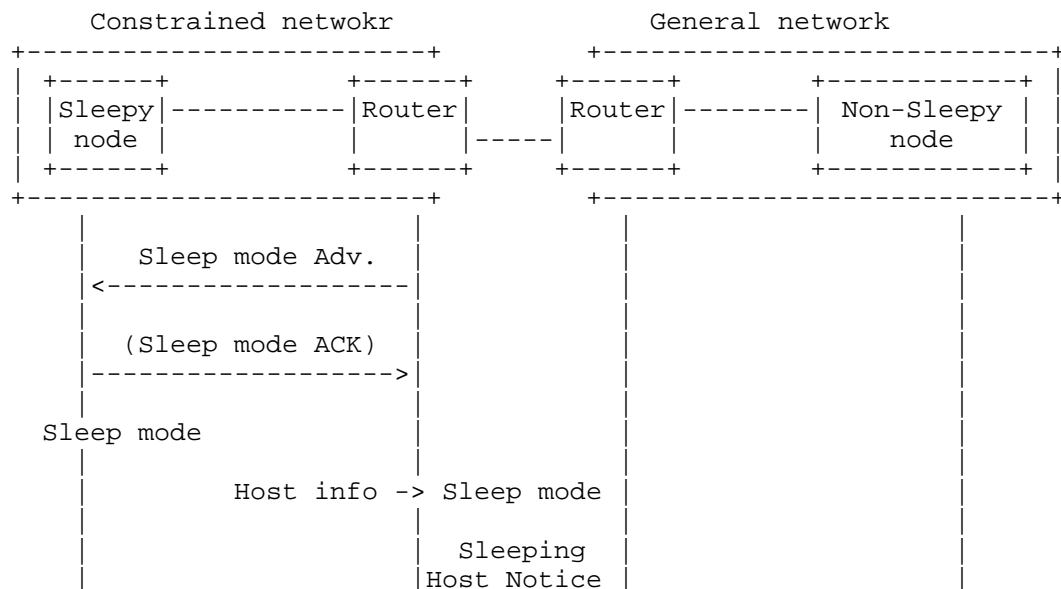 Constrained netwokr General network
Sleepy Router Router Non-Sleepy
node node
Sleep mode Adv.
(Sleep mode ACK)
Sleep mode
Host info -> Sleep mode
Sleeping
Host Notice